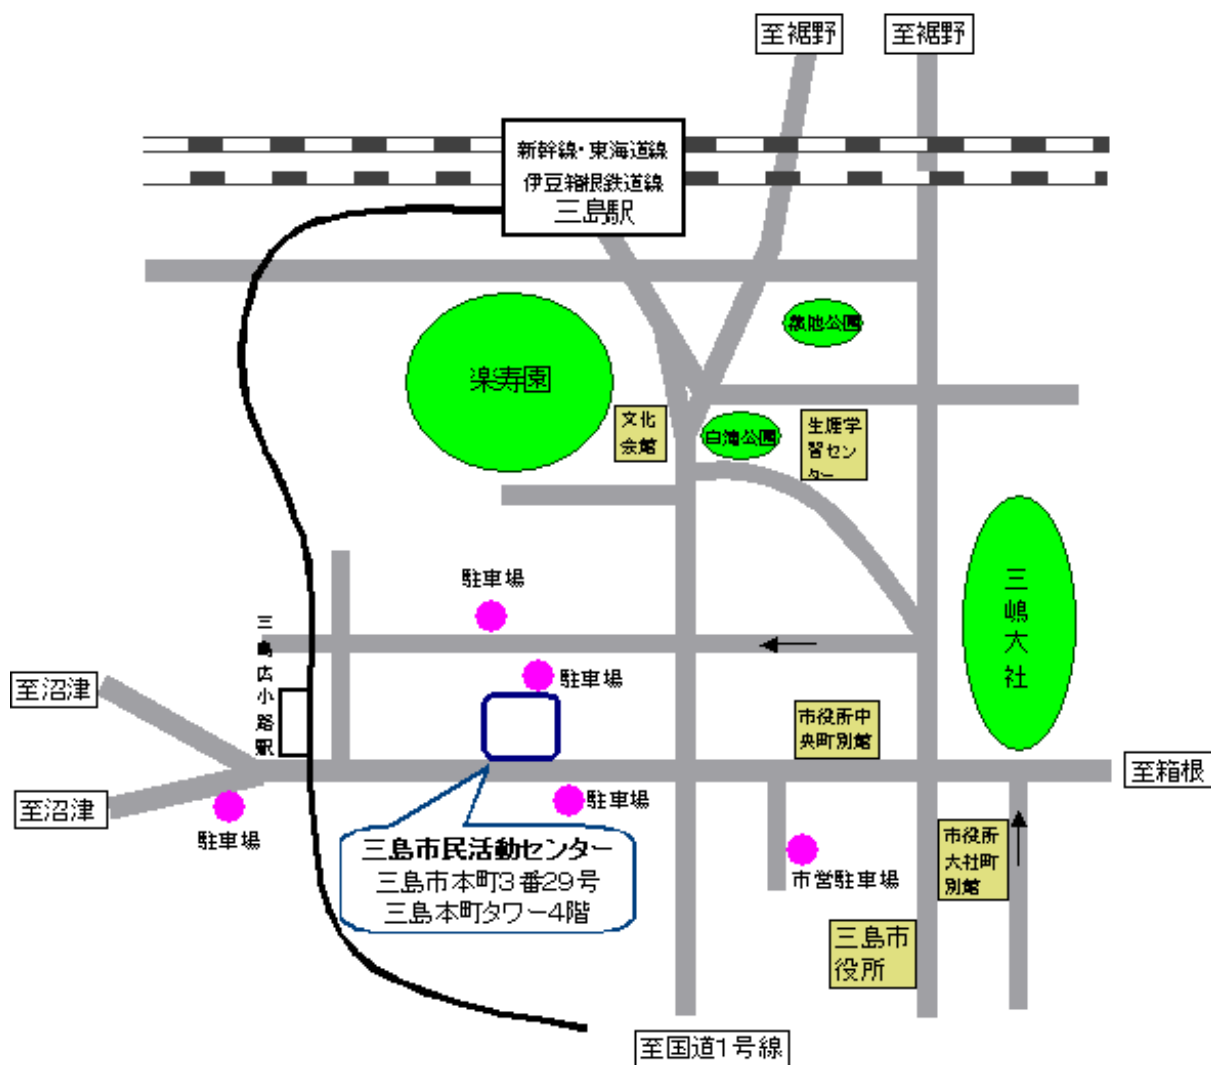 至裾野
至裾野
新幹線・東海道線
伊豆箱根鉄道線
三島駅
菰池公園
楽寿園
文化
会館
白滝公園
生涯学
習セン
ター
三嶋大社
駐車場
三島広小路駅
駐車場
至沼津
市役所中
央町別館
至箱根
至沼津
駐車場
駐車場
三島市民活動センター
三島市本町3番29号
三島本町タワー4階
市営駐車場
市役所
大社町
別館
三島市
役所
至国道1号線